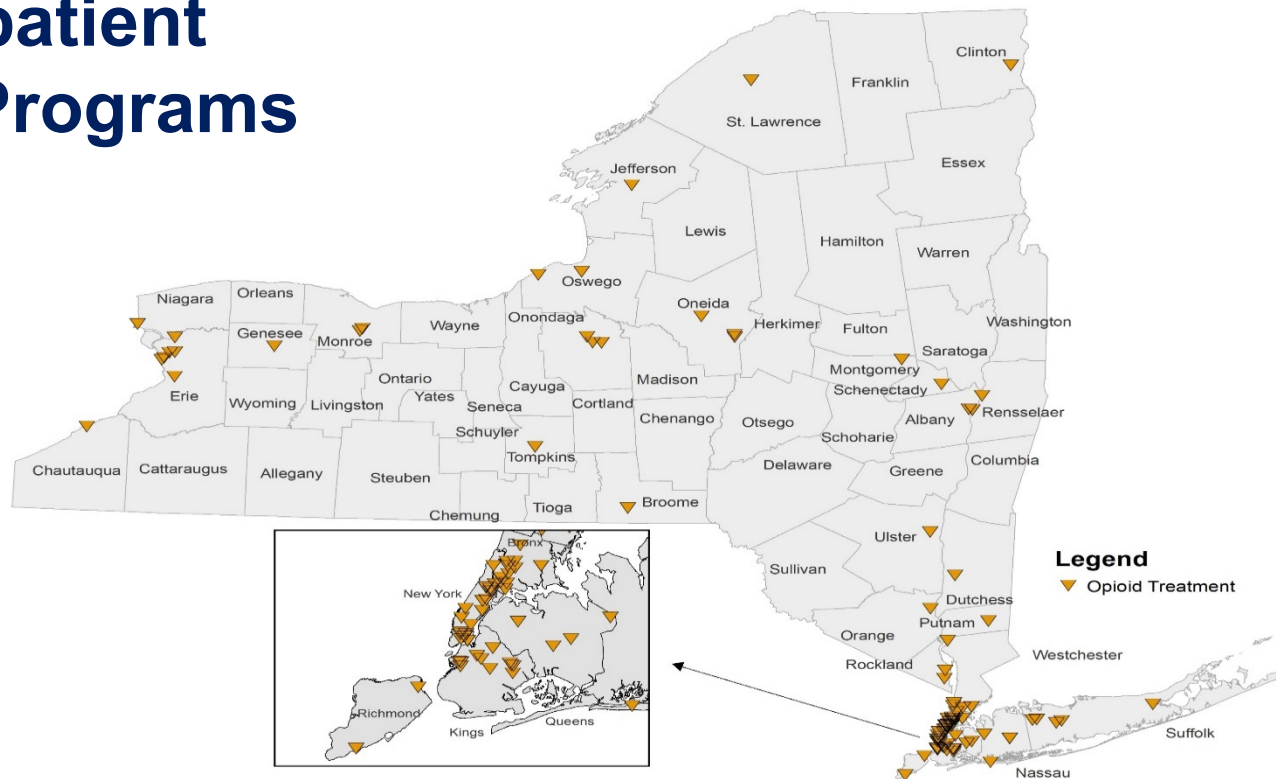 patient
Programs
Clinton
Franklin
St. Lawrence
Essex
Jefferson
Lewis
Hamilton
Warren
Oswego
Oneida
Niagara
Orleans
Onondaga
Wayne
Herkimer
Fulton
Washington
Genesee
Monroe
Saratoga
Montgomery
Ontario
Madison
Schenectady
Cayuga
Erie
Yates
Wyoming
Livingston
Seneca
Cortland
Chenango
Otsego
Albany
Rensselaer
Schuyler
Schoharie
Tompkins
Delaware
Greene
Columbia
Chautauqua
Cattaraugus
Allegany
Steuben
Chemung
Tioga
Broome
Ulster
Sullivan
Legend
Opioid Treatment
Dutchess
Putnam
Orange
Westchester
Rockland
Suffolk
Nassau
Bronx
New York
Richmond
Kings
Queens